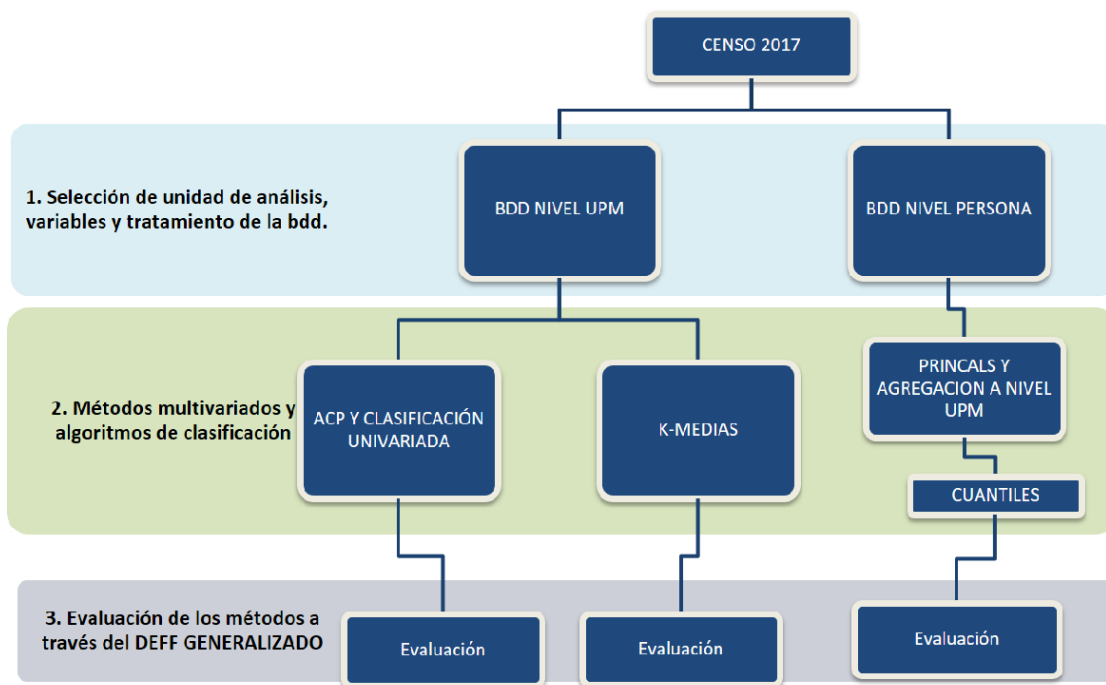 CENSO 2017
1. Selección de unidad de análisis,
variables y tratamiento de la bdd.
BDD NIVEL UPM
BDD NIVEL PERSONA
2. Métodos multivariados y
algoritmos de clasificación
ACP Y CLASIFICACIÓN
UNIVARIADA
K-MEDIAS
PRINCALS Y
AGREGACION A NIVEL
UPM
CUANTILES
3. Evaluación de los métodos a
través del DEFF GENERALIZADO
Evaluación
Evaluación
Evaluación